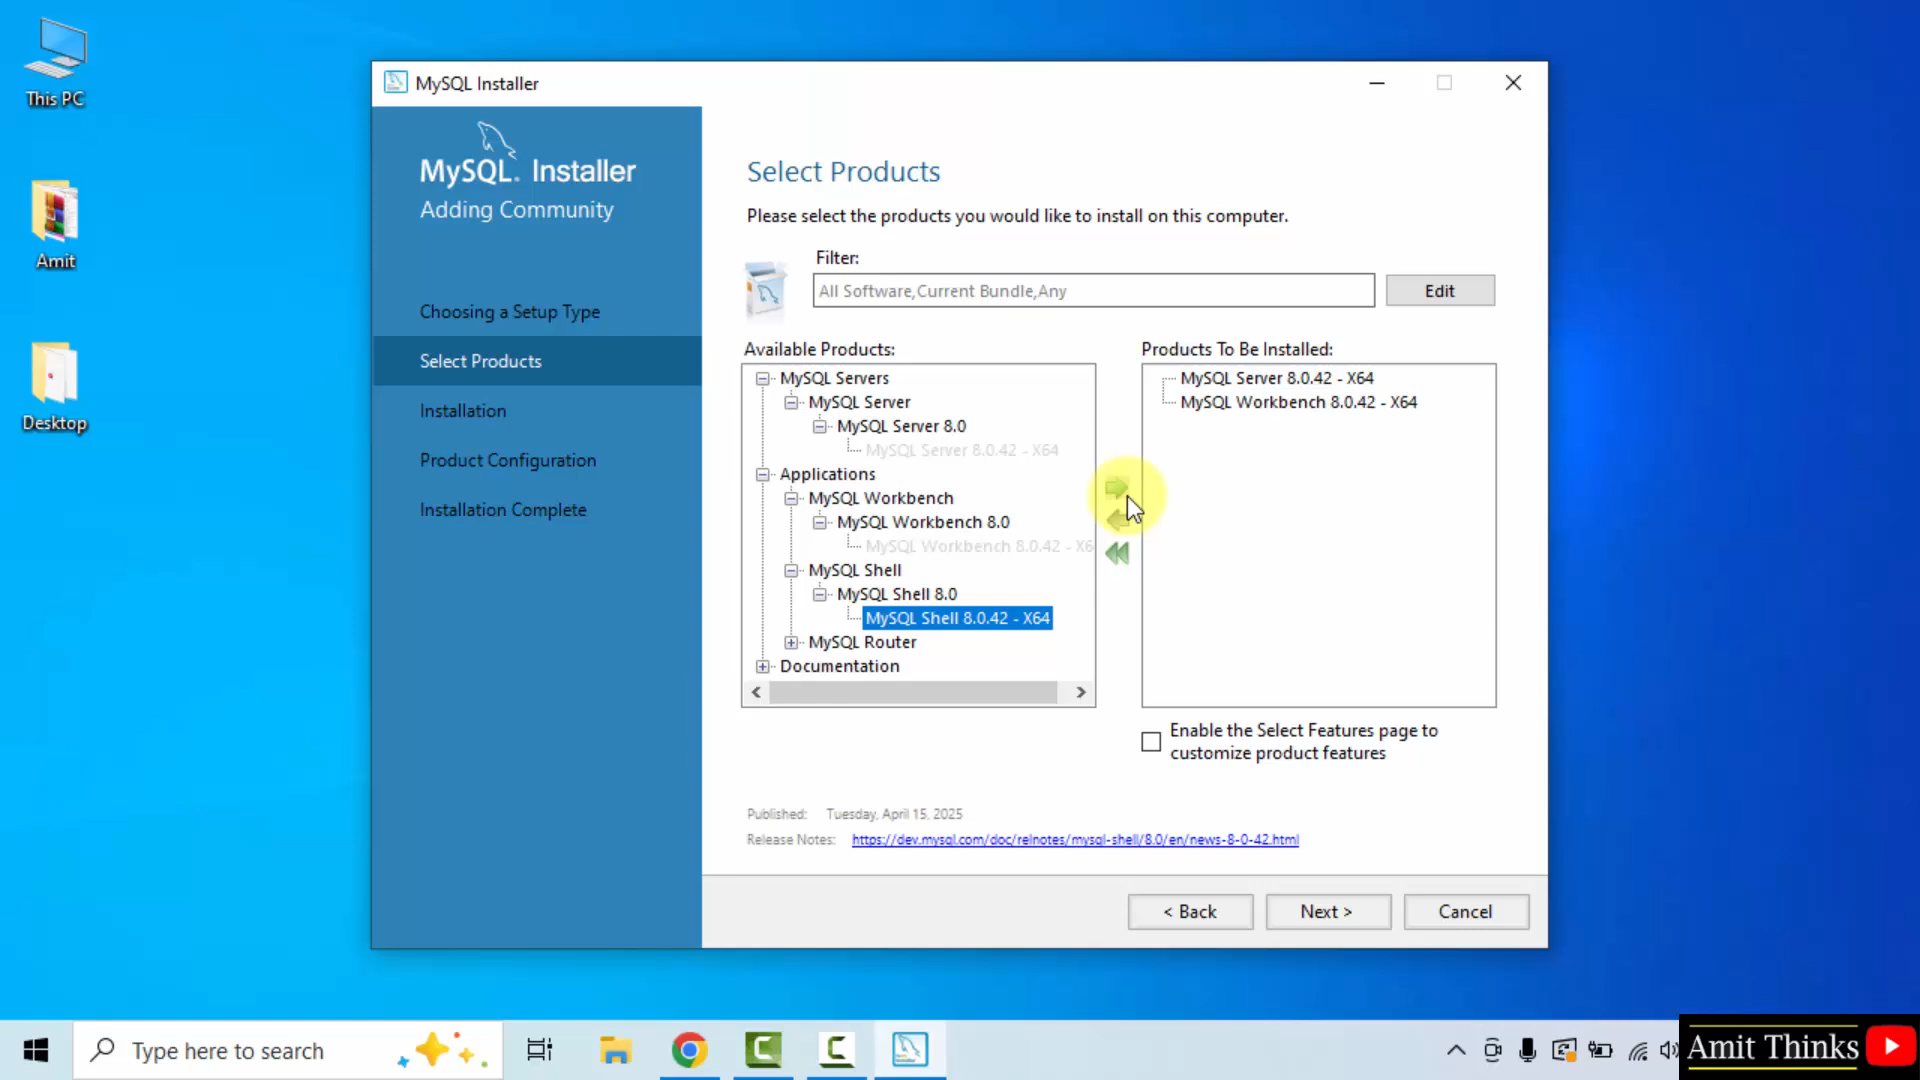 This PC
Amit
Desktop
MySQL Installer
MySQL. Installer
Adding Community
Choosing a Setup Type
Select Products
Installation
Product Configuration
Installation Complete
Select Products
Please select the products you would like to install on this computer.
Filter:
All Software,Current Bundle,Any
Edit
Available Products:
MySQL Servers
MySQL Server
MySQL Server 8.0
MySQL Server 8.0.42 - X64
Applications
MySQL Workbench
MySQL Workbench 8.0
MySQL Workbench 8.0.42 - X6
MySQL Shell
MySQL Shell 8.0
MySQL Shell 8.0.42 - X64
MySQL Router
Documentation
Products To Be Installed:
MySQL Server 8.0.42 - X64
MySQL Workbench 8.0.42 - X64
Enable the Select Features page to
customize product features
Published: Tuesday, April 15, 2025
Release Notes: https://dev.mysql.com/doc/relnotes/mysql-shell/8.0/en/news-8-0-42.html
< Back
Next >
Cancel
Type here to search
Amit Thinks